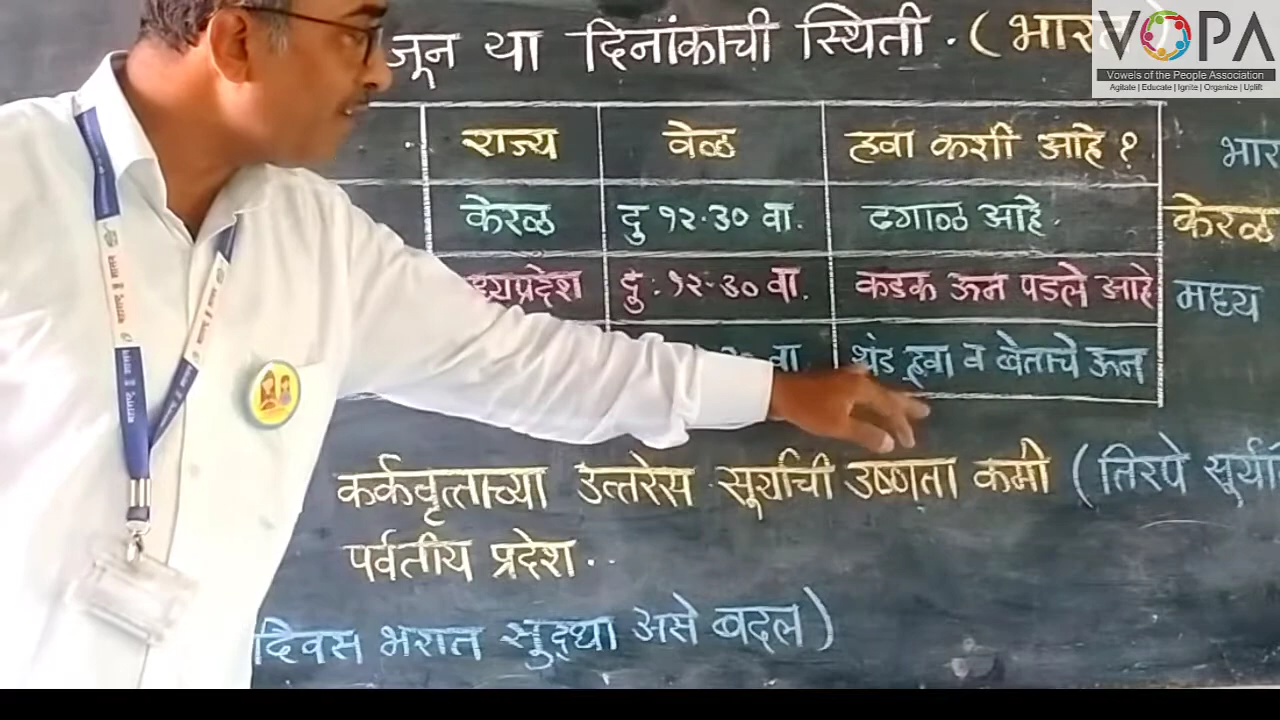 जून या दिनांकाची स्थिती. (
VOPA
Vowels of the People Association
Agitate | Educate | Ignite | Organize | Uplift
राज्य वेळ हवा कशी आहे?
केरळ दु १२.३० वा. ढगाळ आहे. केरळ
दु: १२.३० वा. कडक ऊन पडले आहे मध्य
वा. थंड हवा व बेताचे ऊन
कर्कवृत्ताच्या उत्तरेस सूर्याची उष्णता कमी (तिरपे
पर्वतीय प्रदेश..
दिवस भरात सुद्धा असे बदल)